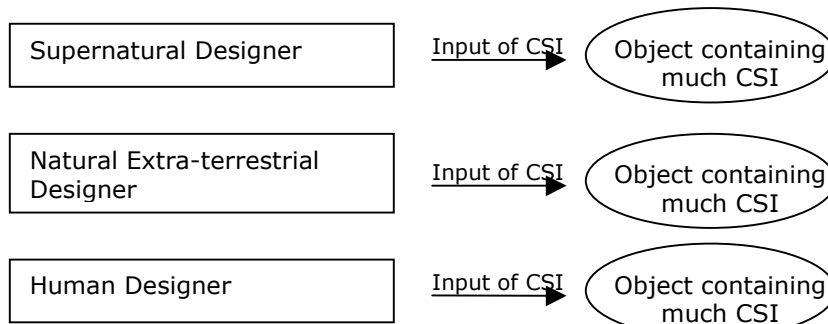 Supernatural Designer
Input of CSI
Object containing
much CSI
Natural Extra-terrestrial
Designer
Input of CSI
Object containing
much CSI
Human Designer
Input of CSI
Object containing
much CSI